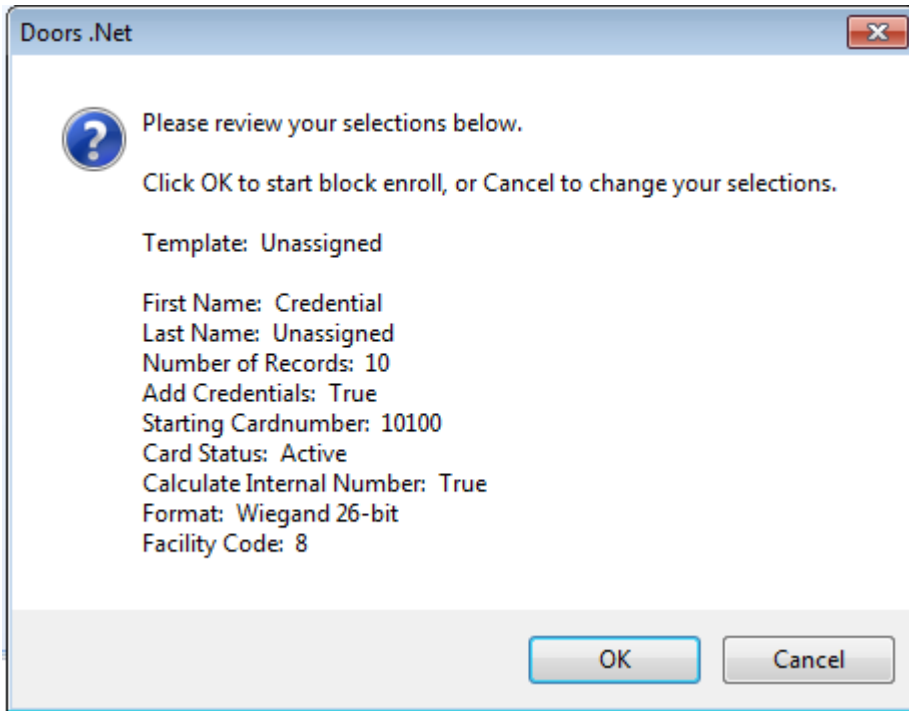 Doors .Net
Please review your selections below.
Click OK to start block enroll, or Cancel to change your selections.
Template:  Unassigned
First Name:  Credential
Last Name:  Unassigned
Number of Records:  10
Add Credentials:  True
Starting Cardnumber:  10100
Card Status:  Active
Calculate Internal Number:  True
Format:  Wiegand 26-bit
Facility Code:  8
OK
Cancel